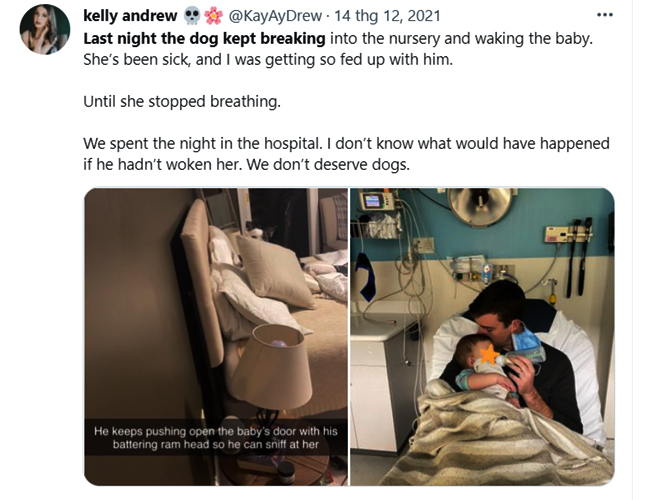 kelly andrew 💀 🌺 @KayAyDrew · 14 thg 12, 2021
Last night the dog kept breaking into the nursery and waking the baby.
She's been sick, and I was getting so fed up with him.
Until she stopped breathing.
We spent the night in the hospital. I don't know what would have happened
if he hadn't woken her. We don't deserve dogs.
He keeps pushing open the baby's door with his
battering ram head so he can sniff at her